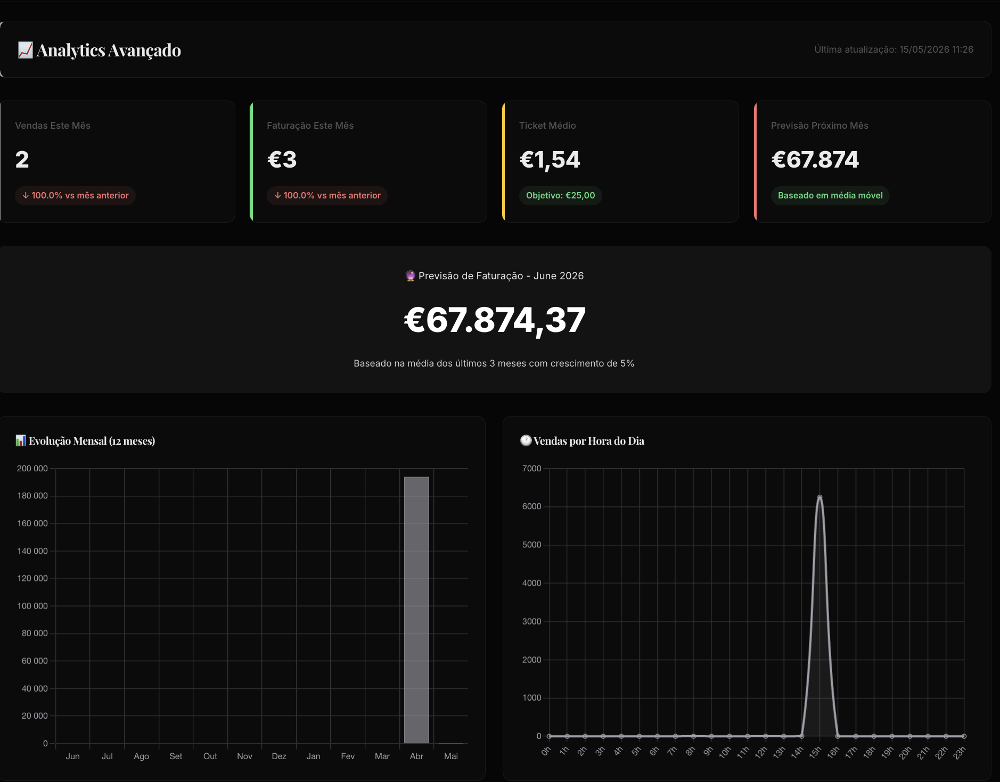 📈 Analytics Avançado
Última atualização: 15/05/2026 11:26
Vendas Este Mês
2
↓ 100.0% vs mês anterior
Faturação Este Mês
€3
↓ 100.0% vs mês anterior
Ticket Médio
€1,54
Objetivo: €25,00
Previsão Próximo Mês
€67.874
Baseado em média móvel
🔮 Previsão de Faturação - June 2026
€67.874,37
Baseado na média dos últimos 3 meses com crescimento de 5%
📊 Evolução Mensal (12 meses)
200 000
180 000
160 000
140 000
120 000
100 000
80 000
60 000
40 000
20 000
0
Jun Jul Ago Set Out Nov Dez Jan Fev Mar Abr Mai
🕐 Vendas por Hora do Dia
7000
6000
5000
4000
3000
2000
1000
0
0h 1h 2h 3h 4h 5h 6h 7h 8h 9h 10h 11h 12h 13h 14h 15h 16h 17h 18h 19h 20h 21h 22h 23h